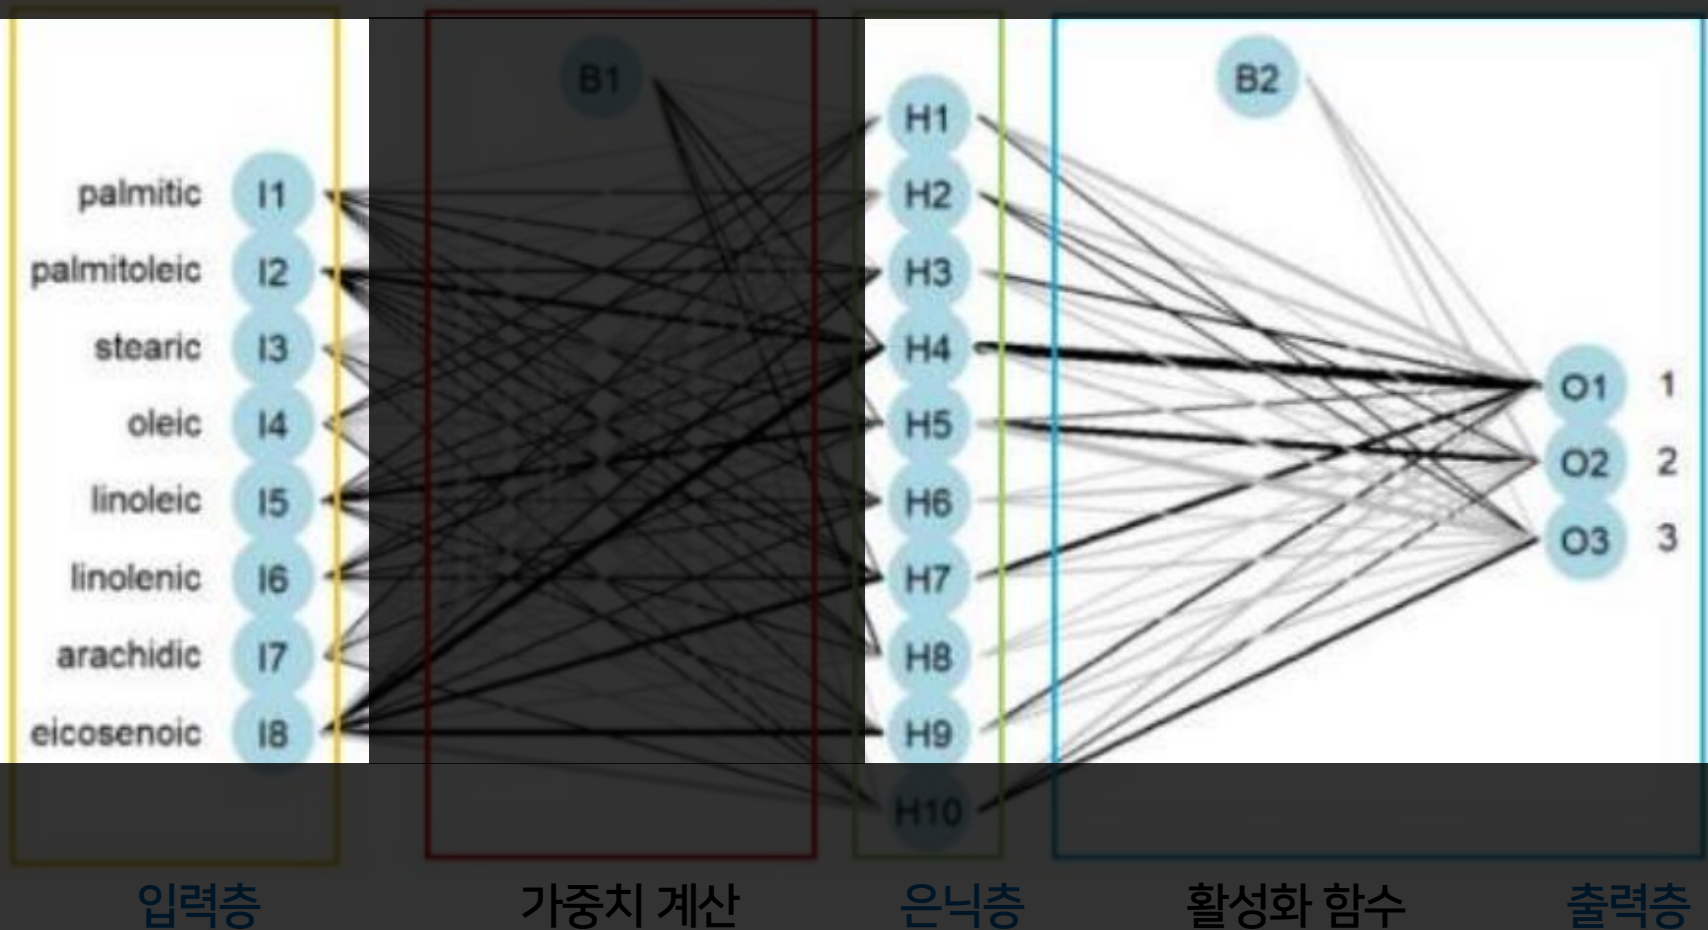 B1 B2
H1
palmitic I1 H2
palmitoleic I2 H3
stearic I3 H4 O1 1
oleic I4 H5 O2 2
linoleic I5 H6
linolenic I6 H7 O3 3
arachidic I7 H8
eicosenoic I8 H9
H10
입력층 가중치 계산 은닉층 활성화 함수 출력층